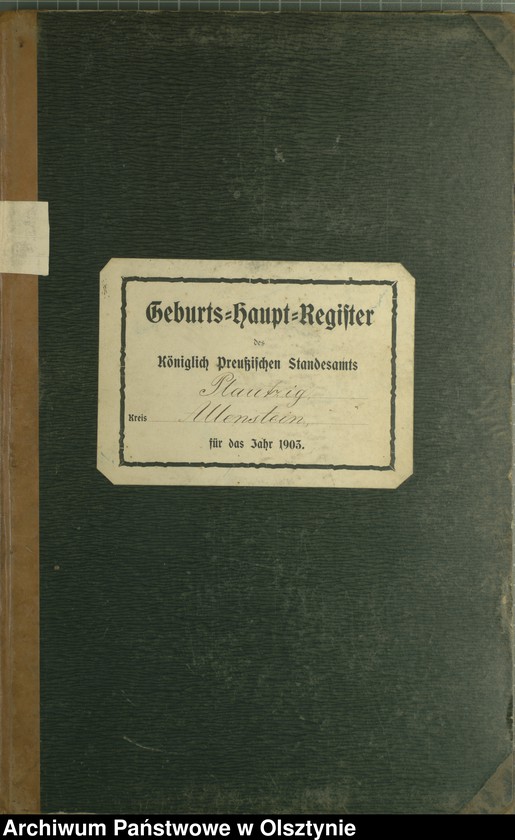 Geburts=Haupt=Register
des
Königlich Preußischen Standesamts
Plautzig
Kreis Allenstein,
für das Jahr 1903.
Archiwum Państwowe w Olsztynie